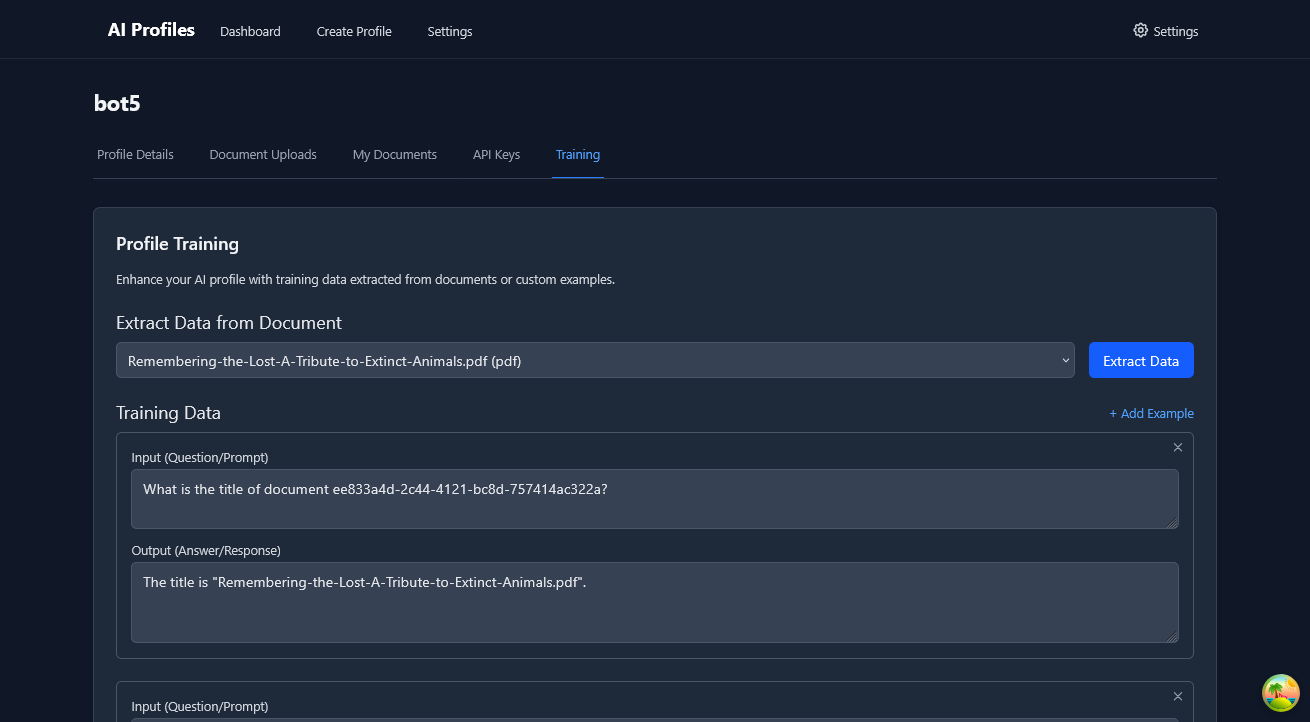 AI Profiles Dashboard Create Profile Settings Settings
bot5
Profile Details Document Uploads My Documents API Keys Training
Profile Training
Enhance your AI profile with training data extracted from documents or custom examples.
Extract Data from Document
Remembering-the-Lost-A-Tribute-to-Extinct-Animals.pdf (pdf) Extract Data
Training Data + Add Example
Input (Question/Prompt)
What is the title of document ee833a4d-2c44-4121-bc8d-757414ac322a?
Output (Answer/Response)
The title is "Remembering-the-Lost-A-Tribute-to-Extinct-Animals.pdf".
Input (Question/Prompt)